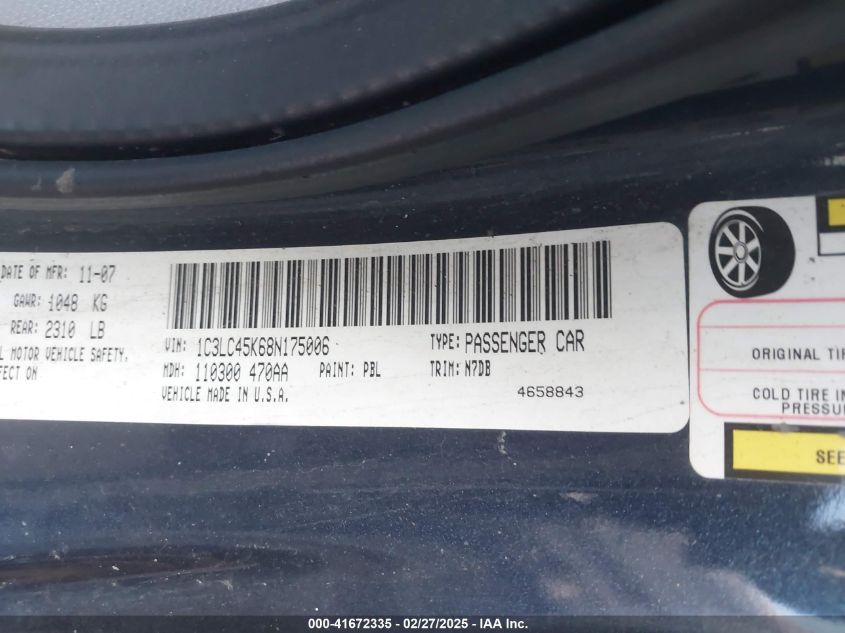 DATE OF MFR: 11-07
GAWR: 1048 KG
REAR: 2310 LB
L MOTOR VEHICLE SAFETY,
FECT ON
VIN: 1C3LC45K68N175006
TYPE: PASSENGER CAR
MDH: 110300 470AA
PAINT: PBL
TRIM: N7DB
VEHICLE MADE IN U.S.A.
4658843
ORIGINAL TIR
COLD TIRE IN
PRESSU
SEE
000-41672335 - 02/27/2025 - IAA Inc.